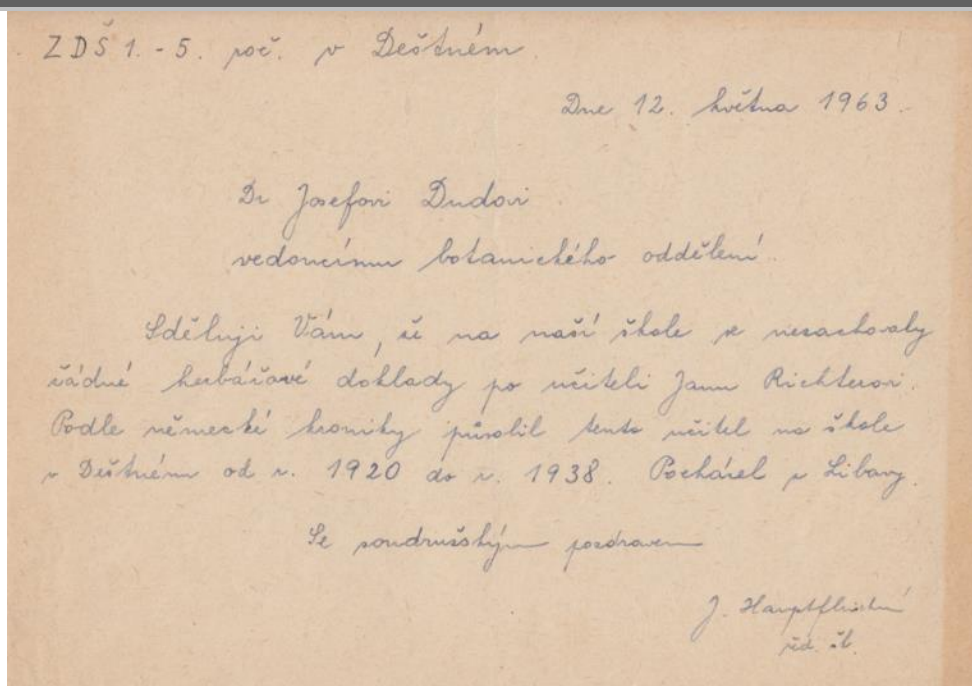 ZDŠ 1. - 5. roč. v Deštném.
Dne 12. května 1963.
Dr Josefovi Dudovi
vedoucímu botanického oddělení.
Sděluji Vám, že na naší škole se nezachovaly
žádné herbářové doklady po učiteli Janu Richterovi.
Podle německé kroniky působil tento učitel na škole
v Deštném od r. 1920 do r. 1938. Pocházel z Libavy.
Se soudružským pozdravem
J.
řed. šk.